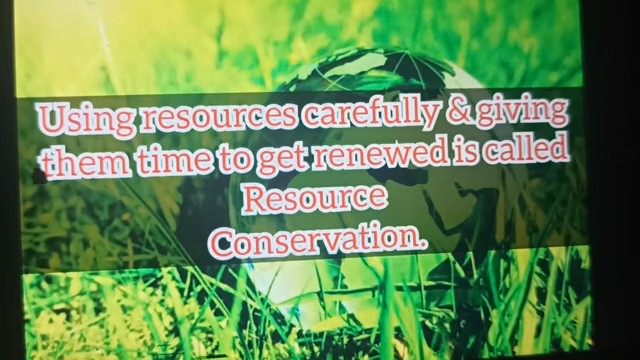 Using resources carefully & giving
them time to get renewed is called
Resource
Conservation.